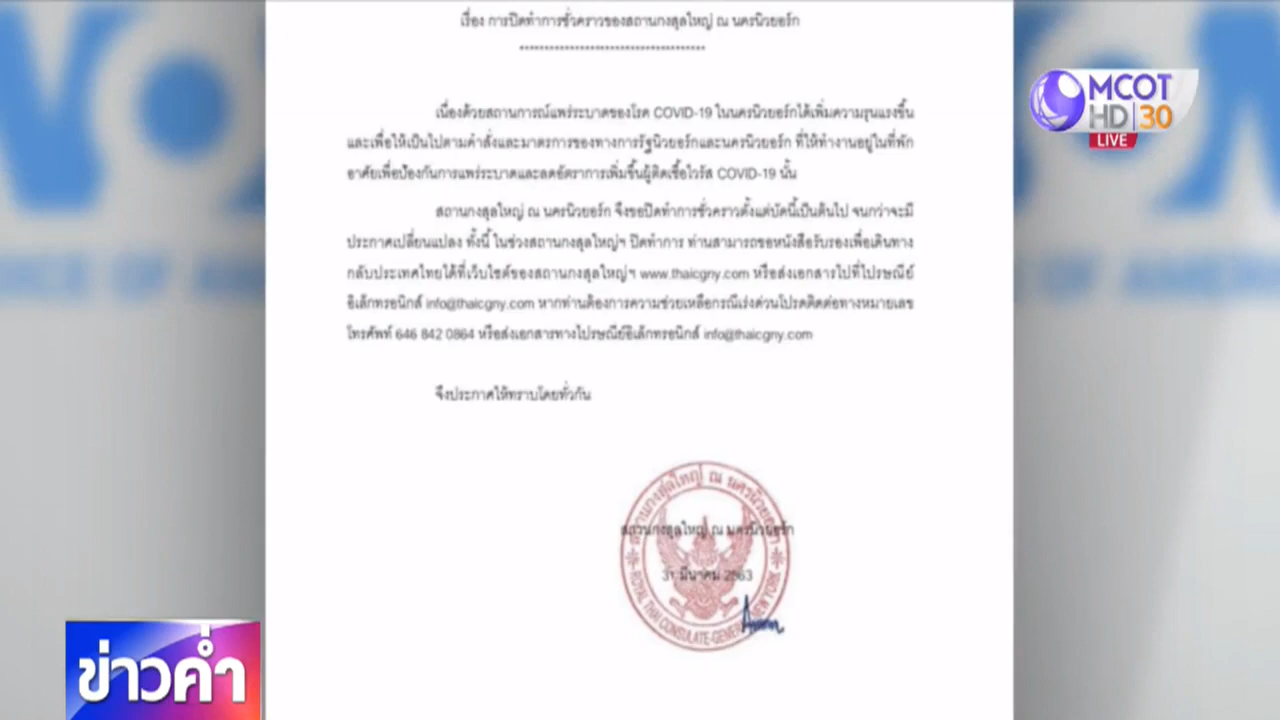 เรื่อง การปิดทำการชั่วคราวของสถานกงสุลใหญ่ ณ นครนิวยอร์ก
*************************************
เนื่องด้วยสถานการณ์แพร่ระบาดของโรค COVID-19 ในนครนิวยอร์กได้เพิ่มความรุนแรงขึ้น
และเพื่อให้เป็นไปตามคำสั่งและมาตรการของทางการรัฐนิวยอร์กและนครนิวยอร์ก ที่ให้ทำงานอยู่ในที่พัก
อาศัยเพื่อป้องกันการแพร่ระบาดและลดอัตราการเพิ่มขึ้นผู้ติดเชื้อไวรัส COVID-19 นั้น
สถานกงสุลใหญ่ ณ นครนิวยอร์ก จึงขอปิดทำการชั่วคราวตั้งแต่บัดนี้เป็นต้นไป จนกว่าจะมี
ประกาศเปลี่ยนแปลง ทั้งนี้ ในช่วงสถานกงสุลใหญ่ฯ ปิดทำการ ท่านสามารถขอหนังสือรับรองเพื่อเดินทาง
กลับประเทศไทยได้ที่เว็บไซต์ของสถานกงสุลใหญ่ฯ www.thaicgny.com หรือส่งเอกสารไปที่ไปรษณีย์
อิเล็กทรอนิกส์ info@thaicgny.com หากท่านต้องการความช่วยเหลือกรณีเร่งด่วนโปรดติดต่อทางหมายเลข
โทรศัพท์ 646 842 0864 หรือส่งเอกสารทางไปรษณีย์อิเล็กทรอนิกส์ info@thaicgny.com
จึงประกาศให้ทราบโดยทั่วกัน
สถานกงสุลใหญ่ ณ นครนิวยอร์ก
สถานกงสุลใหญ่ ณ นครนิวยอร์ก
31 มีนาคม 2563
ROYAL THAI CONSULATE-GENERAL NEW YORK
MCOT
HD 30
LIVE
ข่าวค่ำ